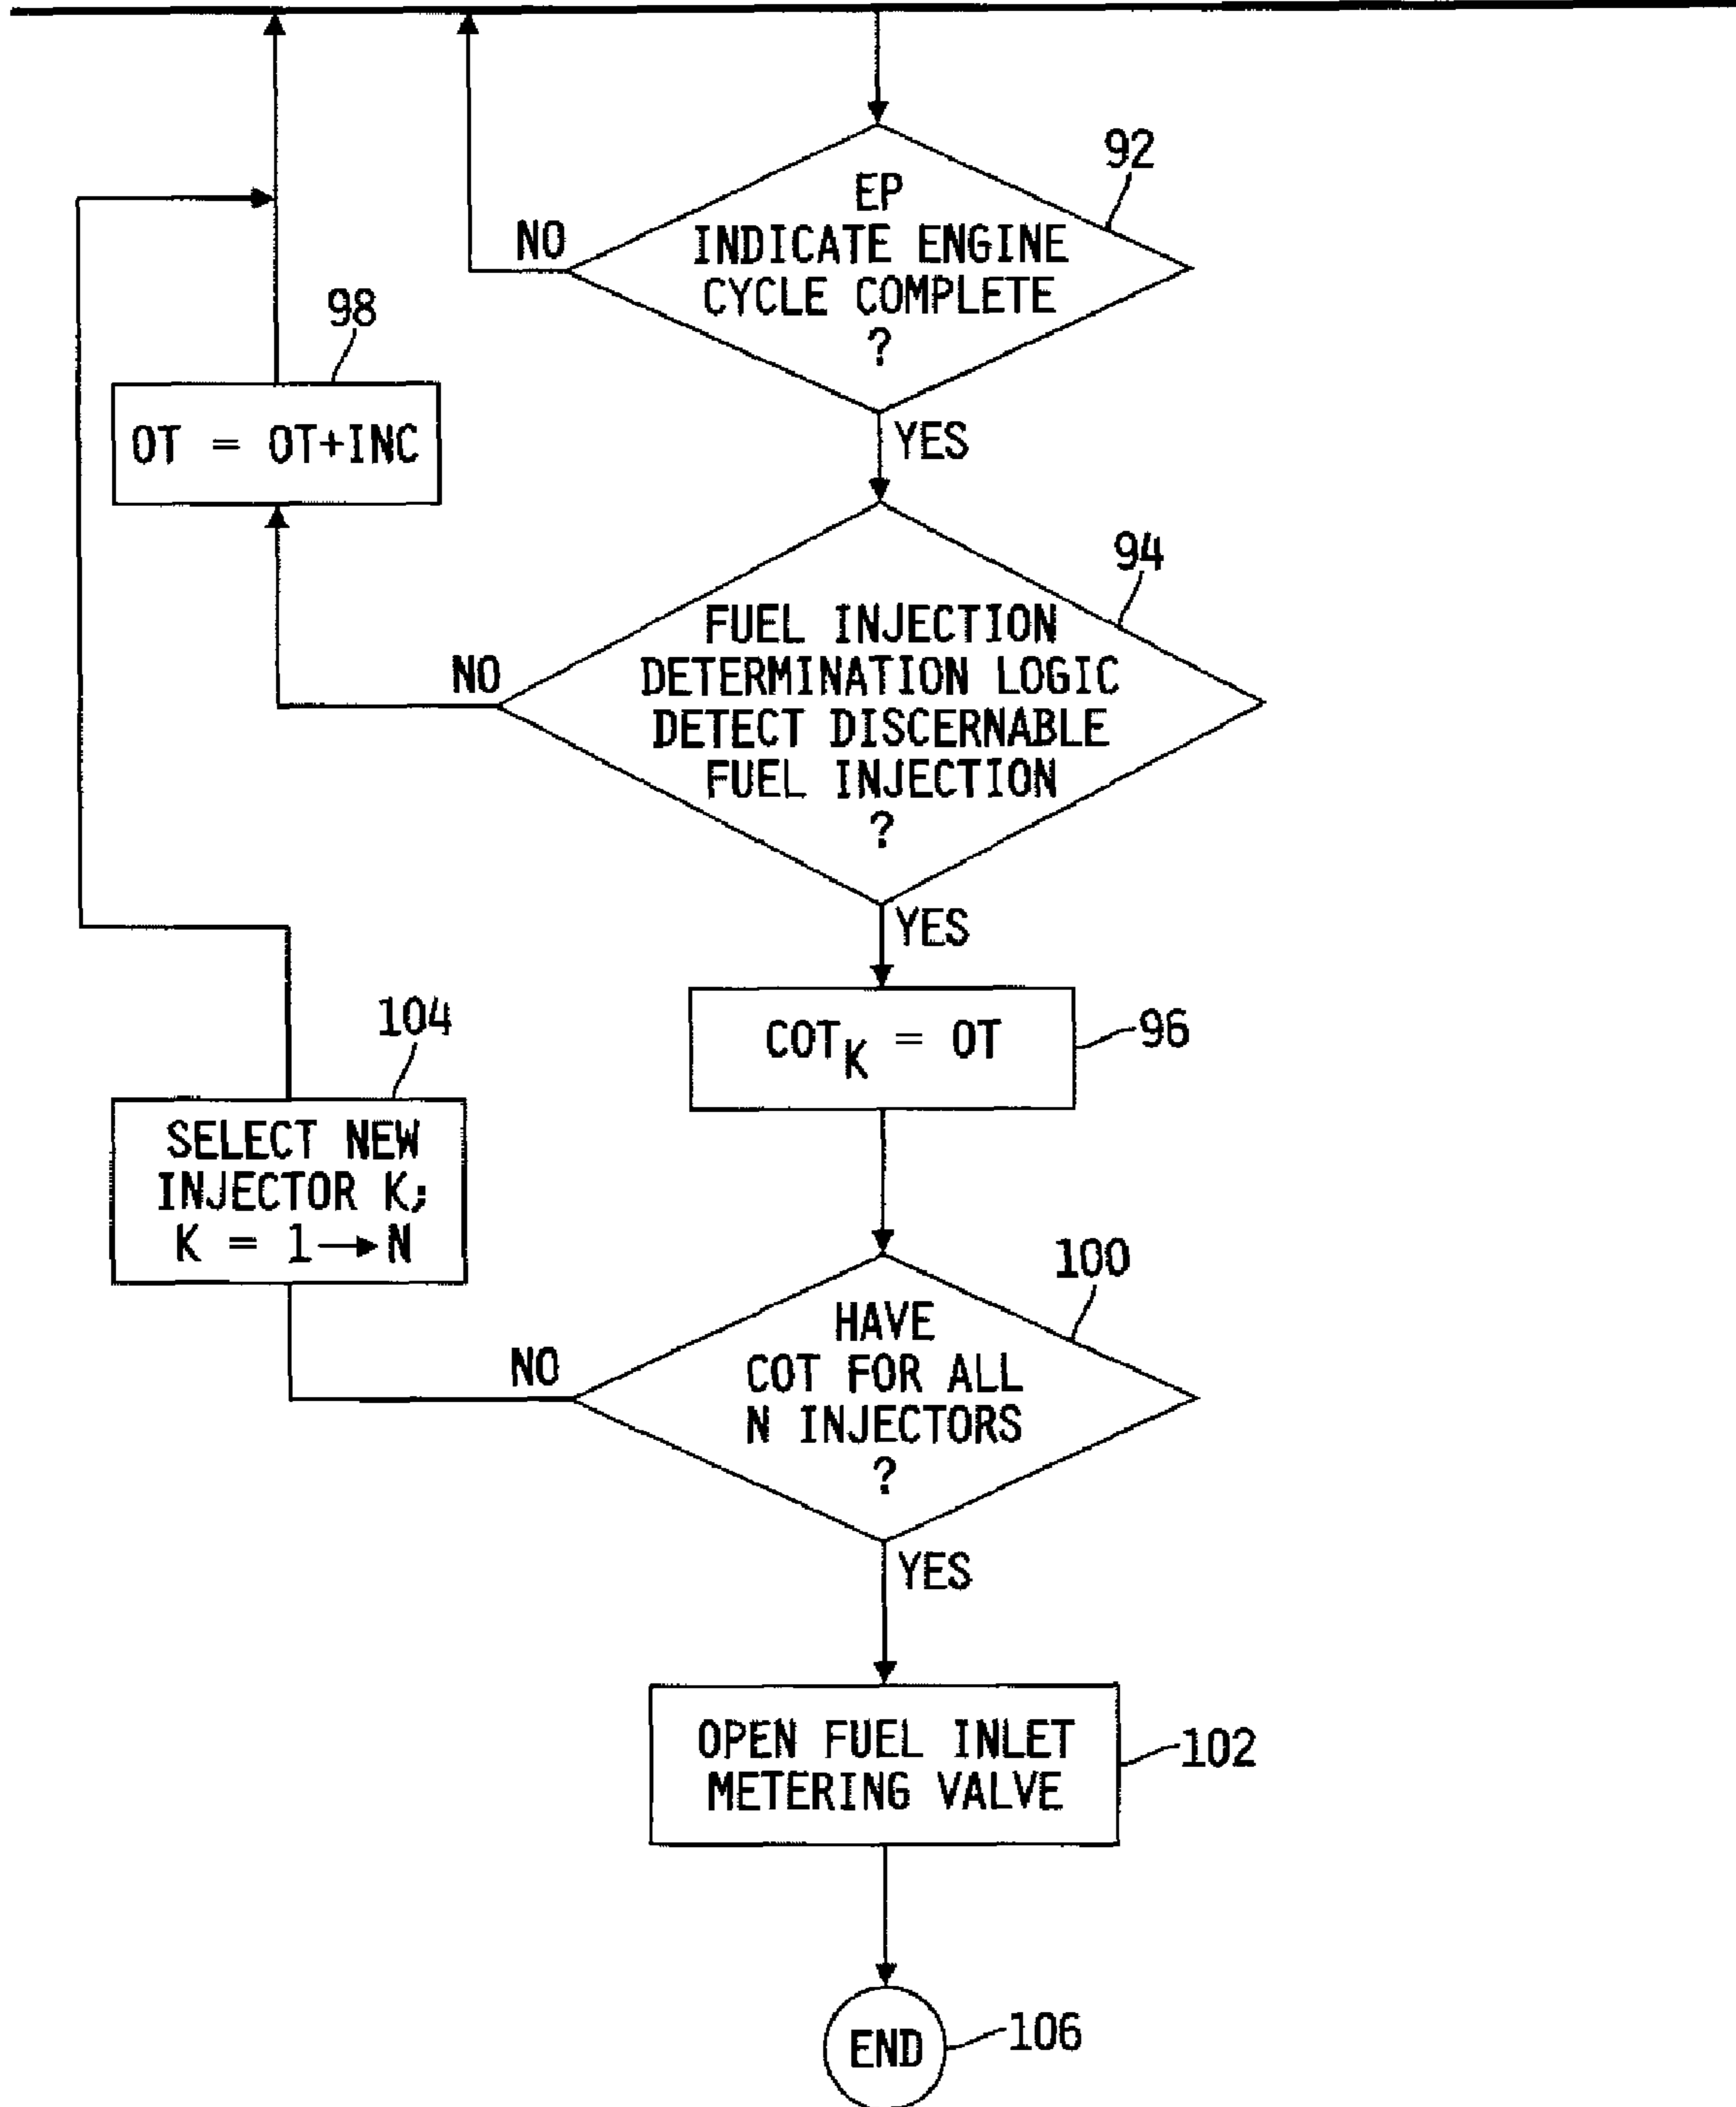 92
EP
INDICATE ENGINE
CYCLE COMPLETE
?
NO
YES
98
OT = OT+INC
94
FUEL INJECTION
DETERMINATION LOGIC
DETECT DISCERNABLE
FUEL INJECTION
?
NO
YES
COT_K = OT
96
104
SELECT NEW
INJECTOR K;
K = 1→N
100
HAVE
COT FOR ALL
N INJECTORS
?
NO
YES
OPEN FUEL INLET
METERING VALVE
102
END
106